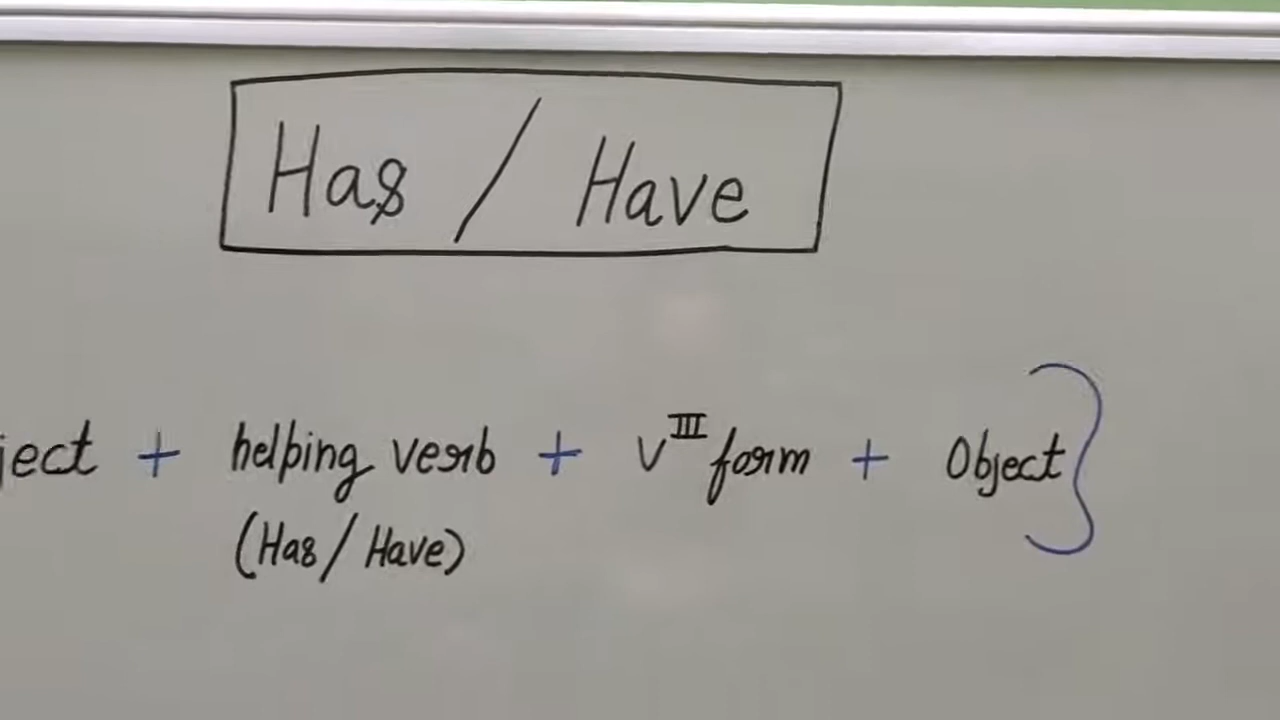 Has / Have
ject + helping verb + V III form + Object
(Has / Have)